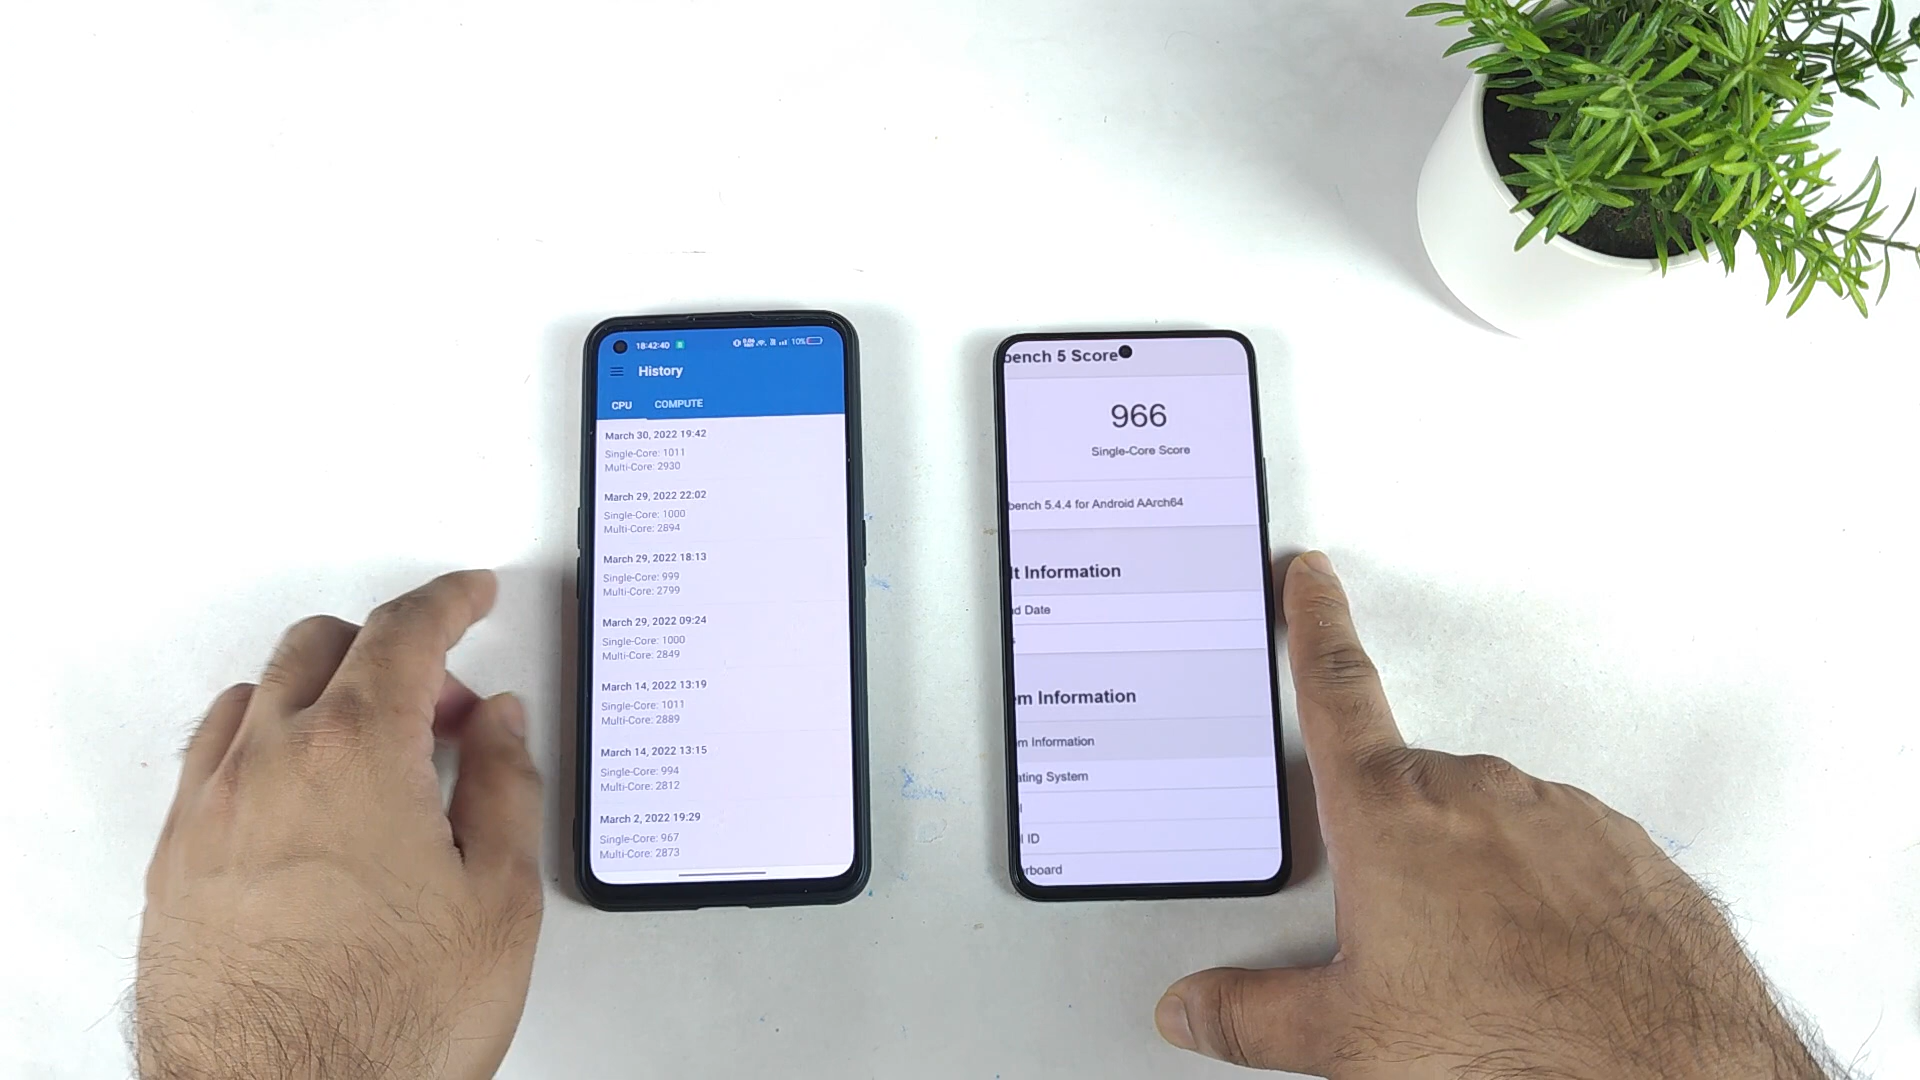 18:42:40
10%
History
CPU COMPUTE
March 30, 2022 19:42
Single-Core: 1011
Multi-Core: 2930
March 29, 2022 22:02
Single-Core: 1000
Multi-Core: 2894
March 29, 2022 18:13
Single-Core: 999
Multi-Core: 2799
March 29, 2022 09:24
Single-Core: 1000
Multi-Core: 2849
March 14, 2022 13:19
Single-Core: 1011
Multi-Core: 2889
March 14, 2022 13:15
Single-Core: 994
Multi-Core: 2812
March 2, 2022 19:29
Single-Core: 967
Multi-Core: 2873
bench 5 Score
966
Single-Core Score
bench 5.4.4 for Android AArch64
lt Information
d Date
s
em Information
m Information
ating System
l
l ID
rboard